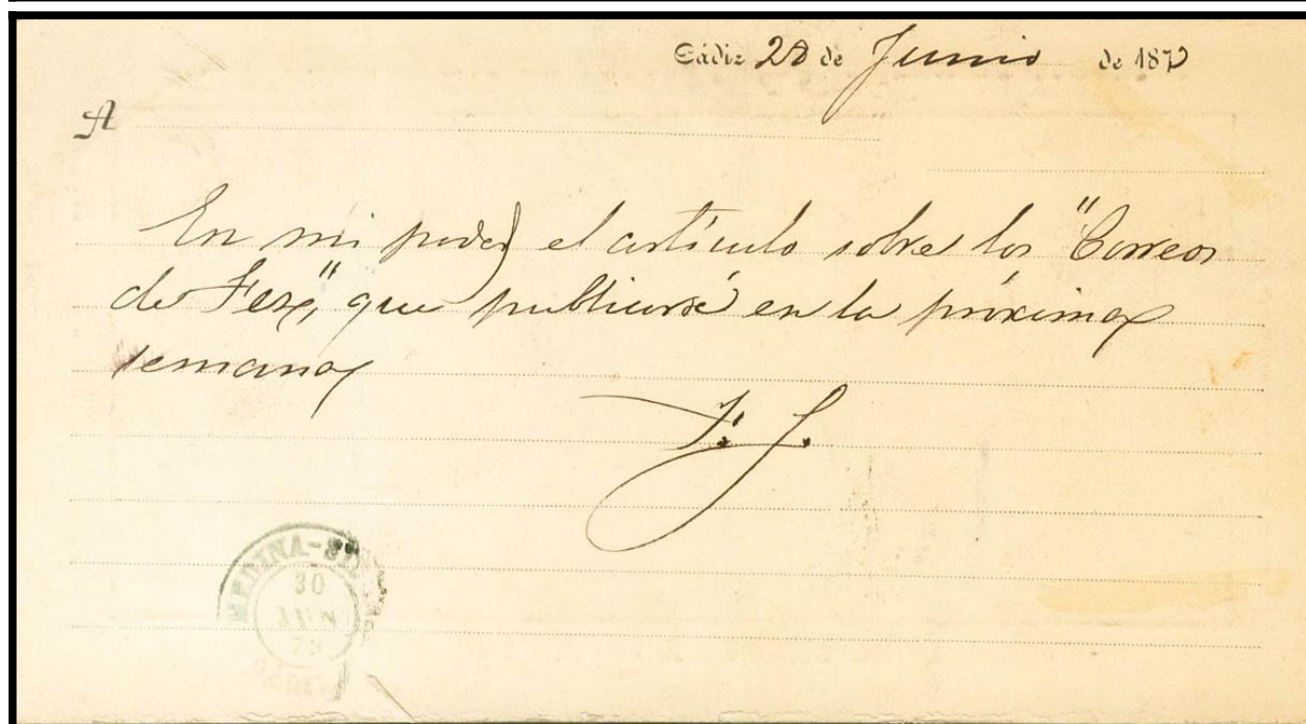 Cádiz 28 de Junio de 187
A
En mi poder el artículo sobre los "Correos
de Fez," que publicaré en la próxima
semana
F. J.
MEDINA-
30
JUN